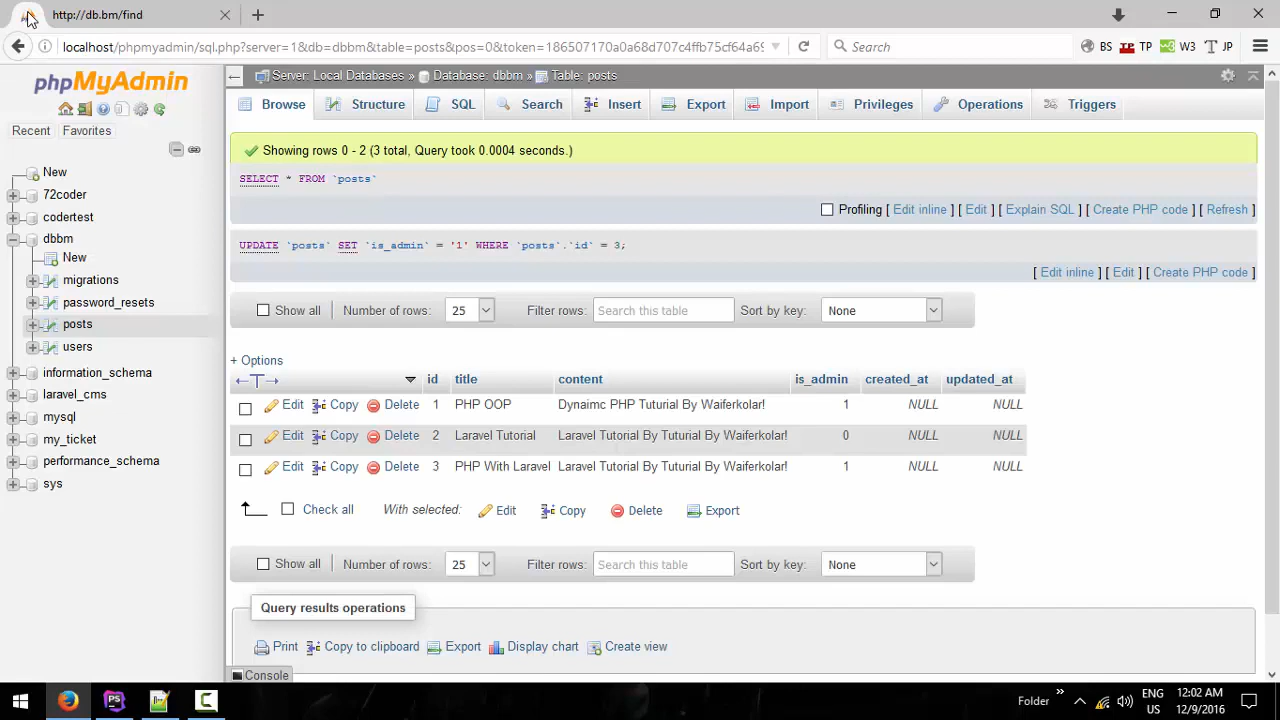 http://db.bm/find
localhost/phpmyadmin/sql.php?server=1&db=dbbm&table=posts&pos=0&token=186507170a0a68d707c4ffb75cf64a69
Search
BS TP W3 JP
phpMyAdmin
Server: Local Databases » Database: dbbm » Table: posts
Browse Structure SQL Search Insert Export Import Privileges Operations Triggers
Recent Favorites
New
72coder
codertest
dbbm
New
migrations
password_resets
posts
users
information_schema
laravel_cms
mysql
my_ticket
performance_schema
sys
Showing rows 0 - 2 (3 total, Query took 0.0004 seconds.)
SELECT * FROM `posts`
Profiling [ Edit inline ] [ Edit ] [ Explain SQL ] [ Create PHP code ] [ Refresh ]
UPDATE `posts` SET `is_admin` = '1' WHERE `posts`.`id` = 3;
[ Edit inline ] [ Edit ] [ Create PHP code ]
Show all Number of rows: 25 Filter rows: Search this table Sort by key: None
+ Options
id title content is_admin created_at updated_at
Edit Copy Delete 1 PHP OOP Dynaimc PHP Tuturial By Waiferkolar! 1 NULL NULL
Edit Copy Delete 2 Laravel Tutorial Laravel Tutorial By Tuturial By Waiferkolar! 0 NULL NULL
Edit Copy Delete 3 PHP With Laravel Laravel Tutorial By Tuturial By Waiferkolar! 1 NULL NULL
Check all With selected: Edit Copy Delete Export
Show all Number of rows: 25 Filter rows: Search this table Sort by key: None
Query results operations
Print Copy to clipboard Export Display chart Create view
Console
Folder
ENG
US
12:02 AM
12/9/2016